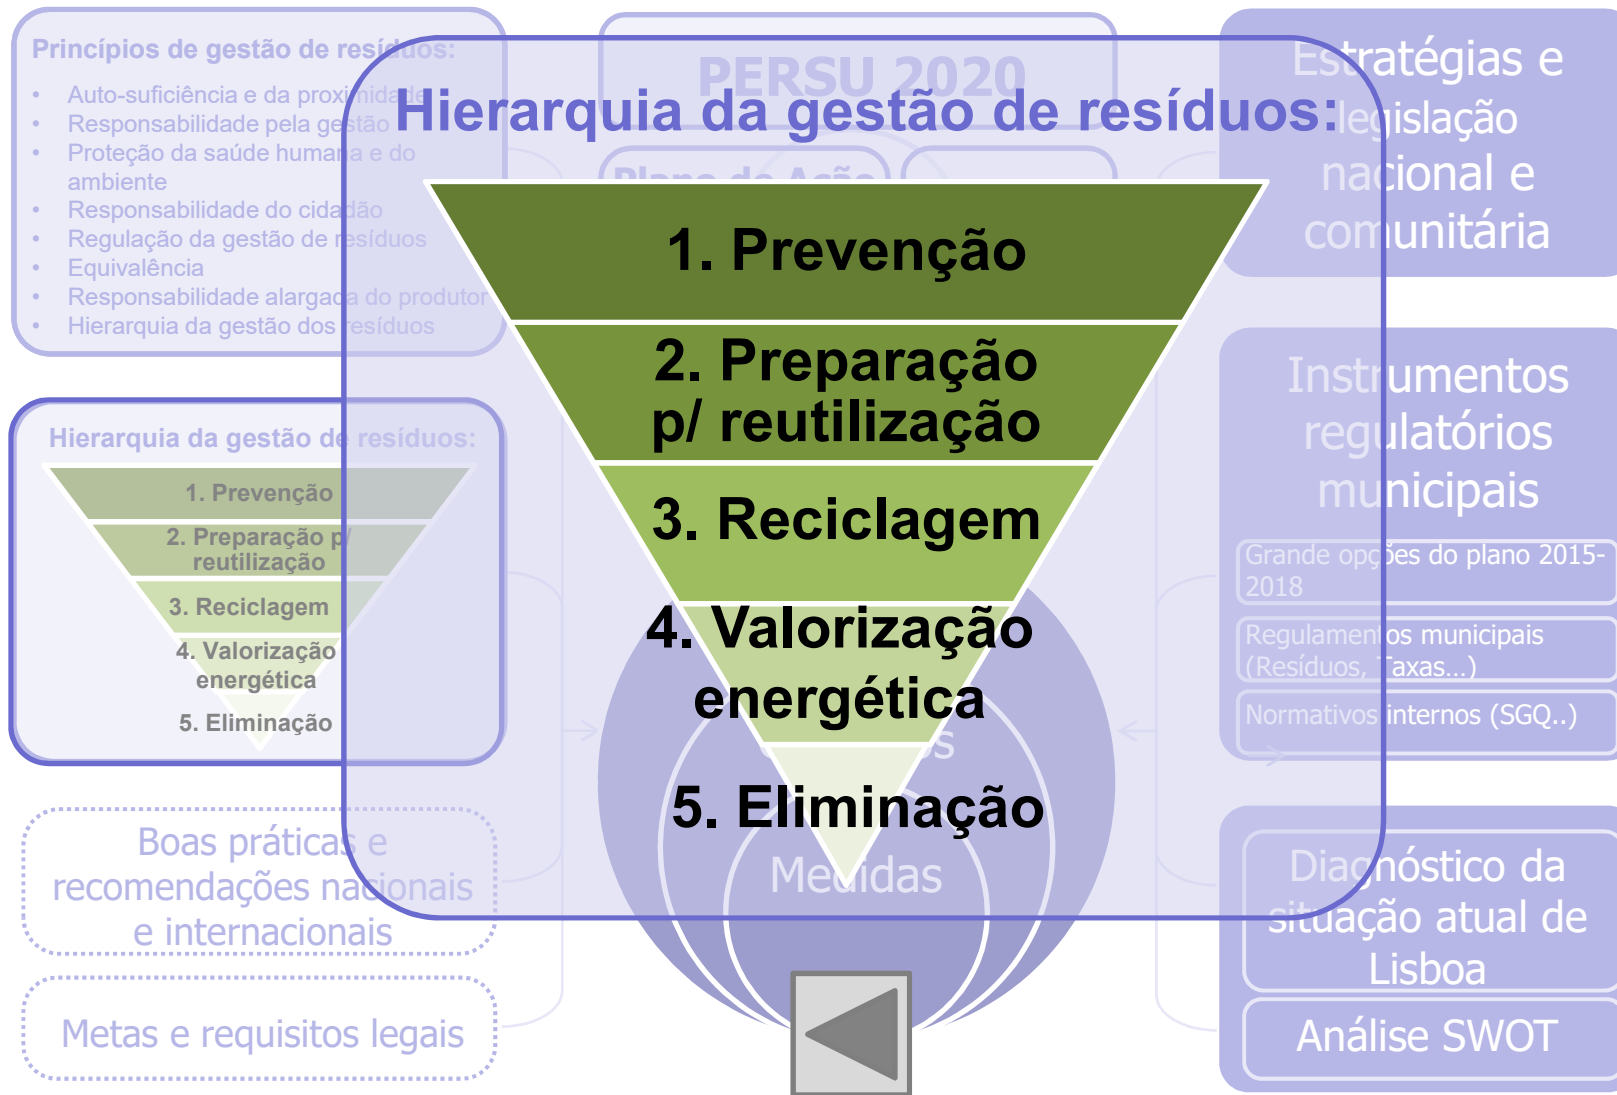 Princípios de gestão de resíduos:
• Auto-suficiência e da proximidade
• Responsabilidade pela gestão
• Proteção da saúde humana e do
ambiente
• Responsabilidade do cidadão
• Regulação da gestão de resíduos
• Equivalência
• Responsabilidade alargada do produtor
• Hierarquia da gestão dos resíduos
Hierarquia da gestão de resíduos:
1. Prevenção
2. Preparação p/
reutilização
3. Reciclagem
4. Valorização
energética
5. Eliminação
Boas práticas e
recomendações nacionais
e internacionais
Metas e requisitos legais
PERSU 2020
Plano de Ação
Hierarquia da gestão de resíduos:
1. Prevenção
2. Preparação
p/ reutilização
3. Reciclagem
4. Valorização
energética
5. Eliminação
Medidas
Estratégias e
legislação
nacional e
comunitária
Instrumentos
regulatórios
municipais
Grande opções do plano 2015-
2018
Regulamentos municipais
(Resíduos, Taxas...)
Normativos internos (SGQ..)
Diagnóstico da
situação atual de
Lisboa
Análise SWOT